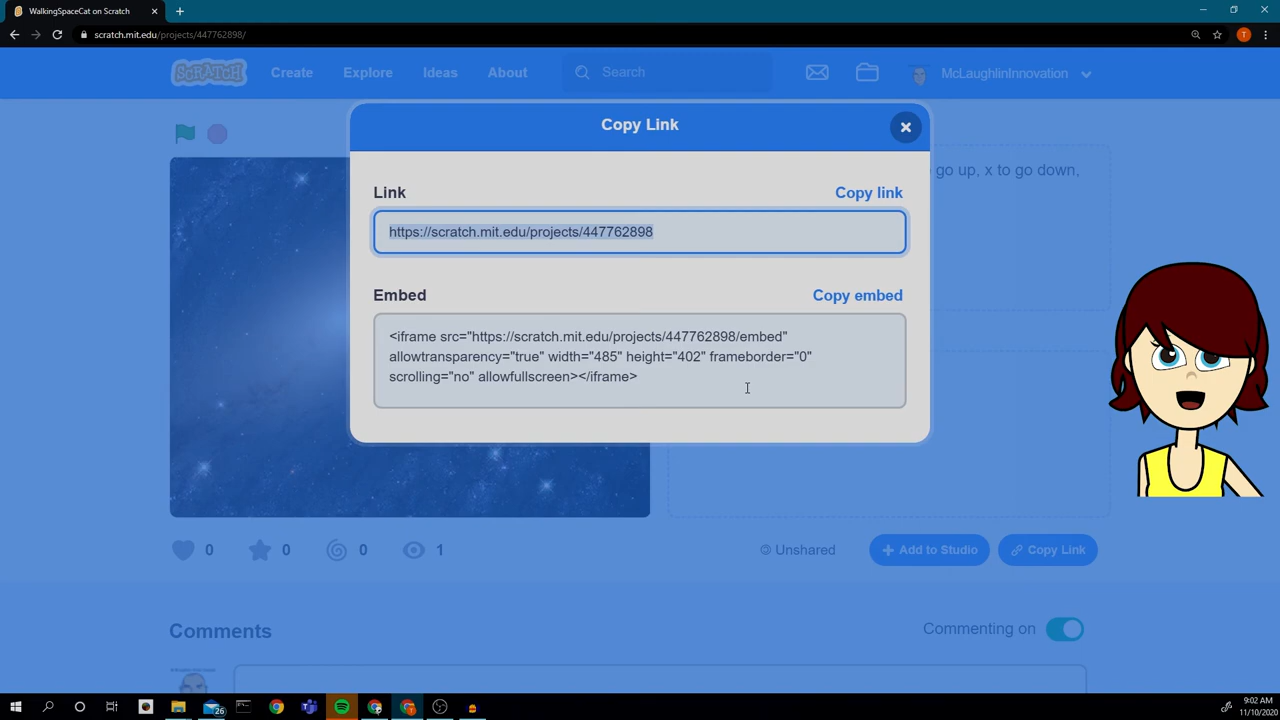 WalkingSpaceCat on Scratch
scratch.mit.edu/projects/447762898/
T
SCRATCH
Create
Explore
Ideas
About
Search
McLaughlinInnovation
Copy Link
Link
Copy link
https://scratch.mit.edu/projects/447762898
go up, x to go down,
Embed
Copy embed
<iframe src="https://scratch.mit.edu/projects/447762898/embed"
allowtransparency="true" width="485" height="402" frameborder="0"
scrolling="no" allowfullscreen></iframe>
0
0
0
1
Unshared
Add to Studio
Copy Link
Comments
Commenting on
26
9:02 AM
11/10/2020